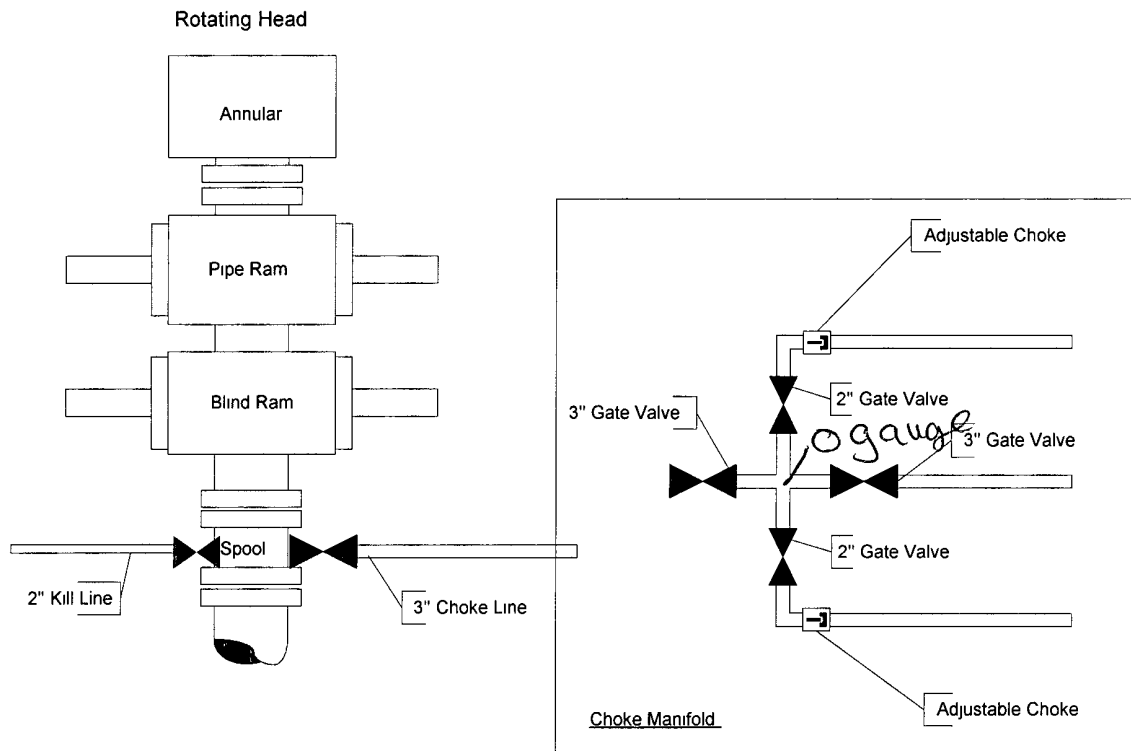 Rotating Head
Annular
Pipe Ram
Blind Ram
Spool
2" Kill Line
3" Choke Line
Adjustable Choke
2" Gate Valve
3" Gate Valve
gauge
3" Gate Valve
2" Gate Valve
Adjustable Choke
Choke Manifold